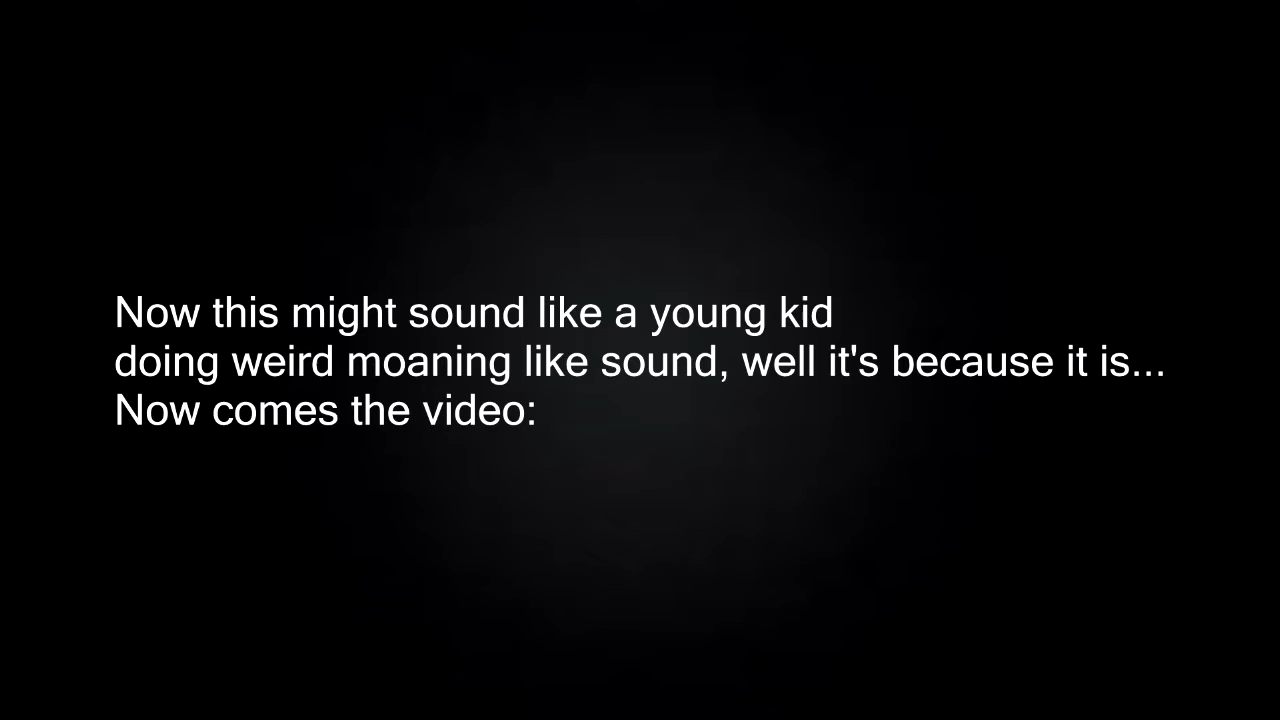 Now this might sound like a young kid
doing weird moaning like sound, well it's because it is...
Now comes the video: